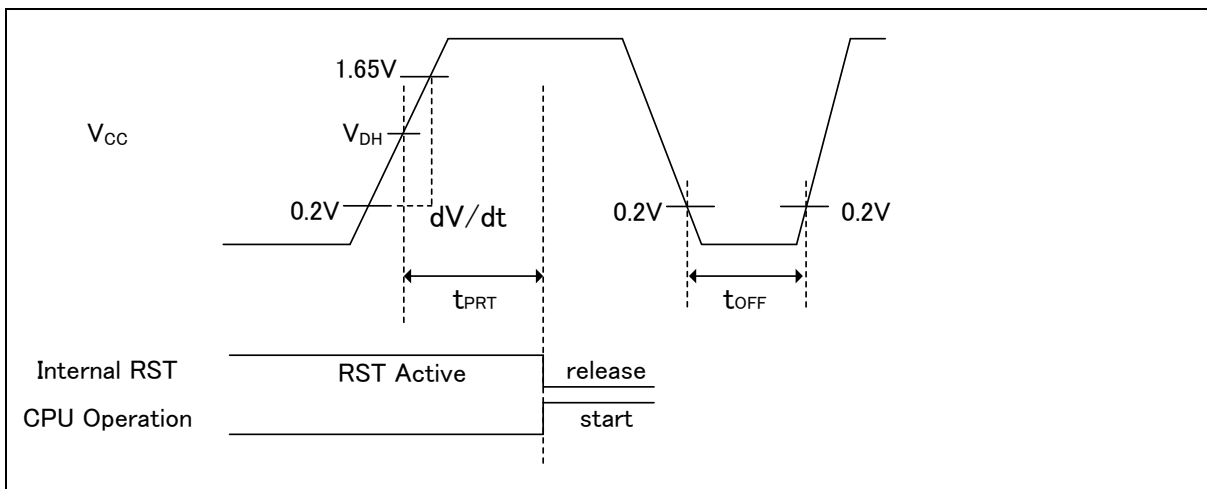 1.65V
VCC
VDH
0.2V
dV/dt
0.2V
0.2V
tPRT
tOFF
Internal RST
RST Active
release
CPU Operation
start